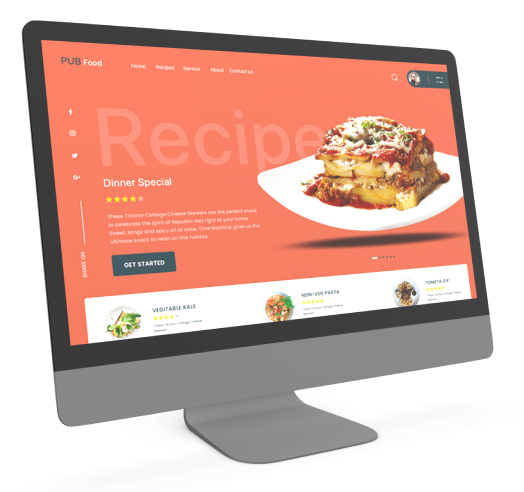 PUB Food
Home Recipes Service About Contact us
Recipe
Dinner Special
These Tricolor Cottage Cheese Skewers are the perfect snack
to celebrate the spirit of Republic day right at your home.
Sweet, tangy and spicy all at once, Time Machine gives us the
ultimate snack to relish on this holiday.
SHARE ON
GET STARTED
VEGITABLE KALE
NON-VEG PASTA
TOMETA DIP